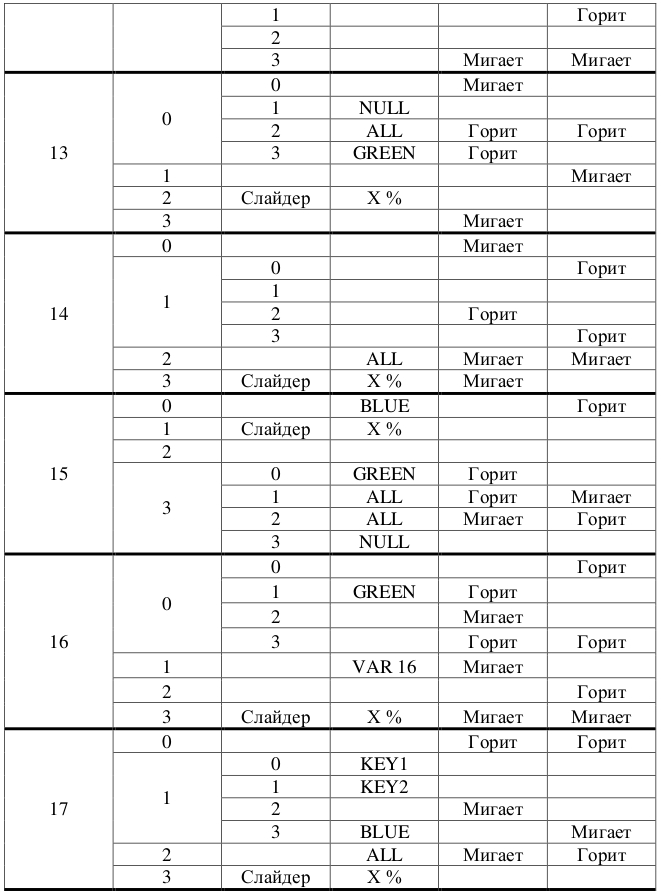 1 Горит
2
3 Мигает Мигает
0 Мигает
0
1 NULL
2 ALL Горит Горит
13
3 GREEN Горит
1 Мигает
2 Слайдер X %
3 Мигает
0 Мигает
0 Горит
1
1
14
2 Горит
3 Горит
2 ALL Мигает Мигает
3 Слайдер X % Мигает
0 BLUE Горит
1 Слайдер X %
2
15
0 GREEN Горит
1 ALL Горит Мигает
3
2 ALL Мигает Горит
3 NULL
0 Горит
1 GREEN Горит
0
2 Мигает
16
3 Горит Горит
1 VAR 16 Мигает
2 Горит
3 Слайдер X % Мигает Мигает
0 Горит Горит
0 KEY1
1 KEY2
1
17
2 Мигает
3 BLUE Мигает
2 ALL Мигает Горит
3 Слайдер X %